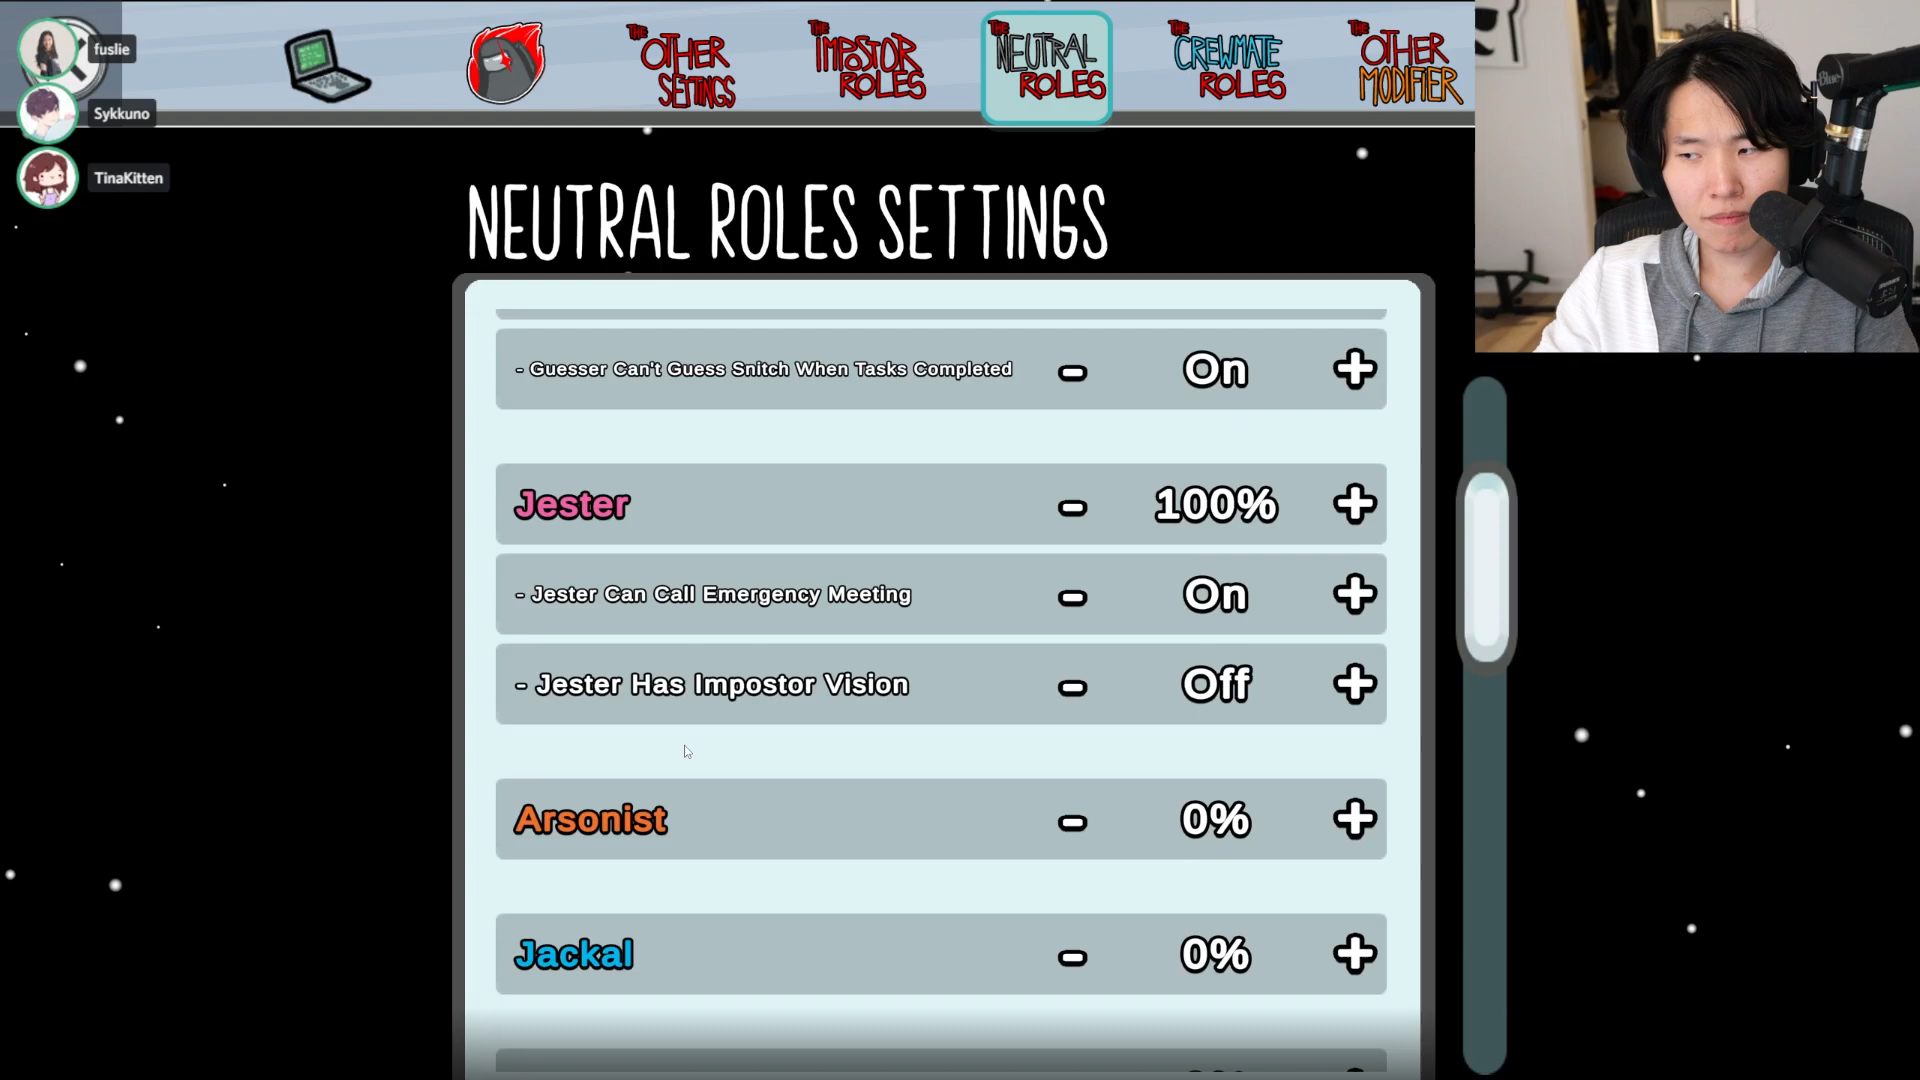 fuslie
Sykkuno
TinaKitten
THE OTHER SETTINGS
THE IMPSTOR ROLES
THE NEUTRAL ROLES
THE CREWMATE ROLES
THE OTHER MODIFIER
NEUTRAL ROLES SETTINGS
- Guesser Can't Guess Snitch When Tasks Completed - On +
Jester - 100% +
- Jester Can Call Emergency Meeting - On +
- Jester Has Impostor Vision - Off +
Arsonist - 0% +
Jackal - 0% +